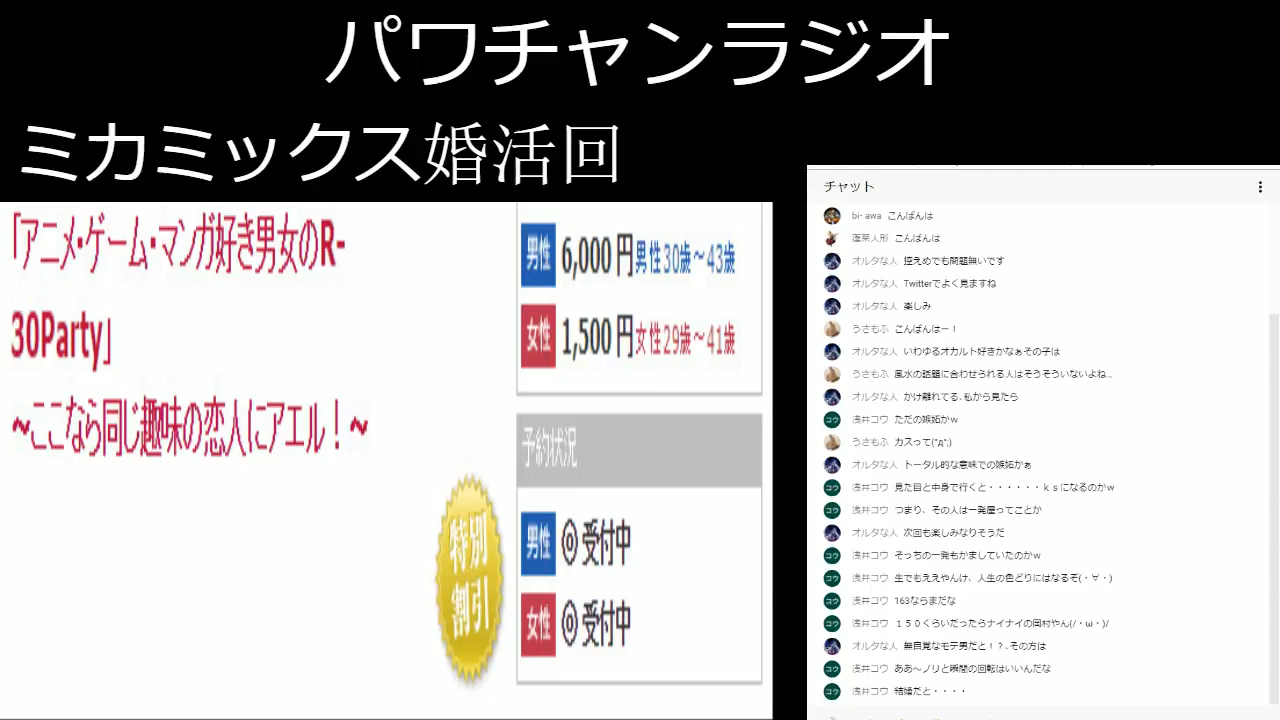 パワチャンラジオ
ミカミックス婚活回
「アニメ・ゲーム・マンガ好き男女のR-
30Party」
～ここなら同じ趣味の恋人にアエル！～
特別
割引
男性 6,000円男性30歳～43歳
女性 1,500円女性29歳～41歳
予約状況
男性 ◎受付中
女性 ◎受付中
チャット
bi- awa こんばんは
蓬莱人形 こんばんは
オルタな人 控えめでも問題無いです
オルタな人 Twitterでよく見ますね
オルタな人 楽しみ
うさもふ こんばんはー！
オルタな人 いわゆるオカルト好きかなぁその子は
うさもふ 風水の話題に合わせられる人はそうそういないよね…
オルタな人 かけ離れてる､私から見たら
コウ 浅井コウ ただの嫉妬かｗ
うさもふ カスって(ﾟДﾟ;)
オルタな人 トータル的な意味での嫉妬かぁ
コウ 浅井コウ 見た目と中身で行くと・・・・・・ｋｓになるのかｗ
コウ 浅井コウ つまり、その人は一発屋ってことか
オルタな人 次回も楽しみなりそうだ
コウ 浅井コウ そっちの一発もかましていたのかｗ
コウ 浅井コウ 生でもええやんけ、人生の色どりにはなるぞ(・∀・)
コウ 浅井コウ 163ならまだな
コウ 浅井コウ １５０くらいだったらナイナイの岡村やん(/・ω・)/
オルタな人 無自覚なモテ男だと！？､その方は
コウ 浅井コウ ああ～ノリと瞬間の回転はいいんだな
コウ 浅井コウ 結婚だと・・・・